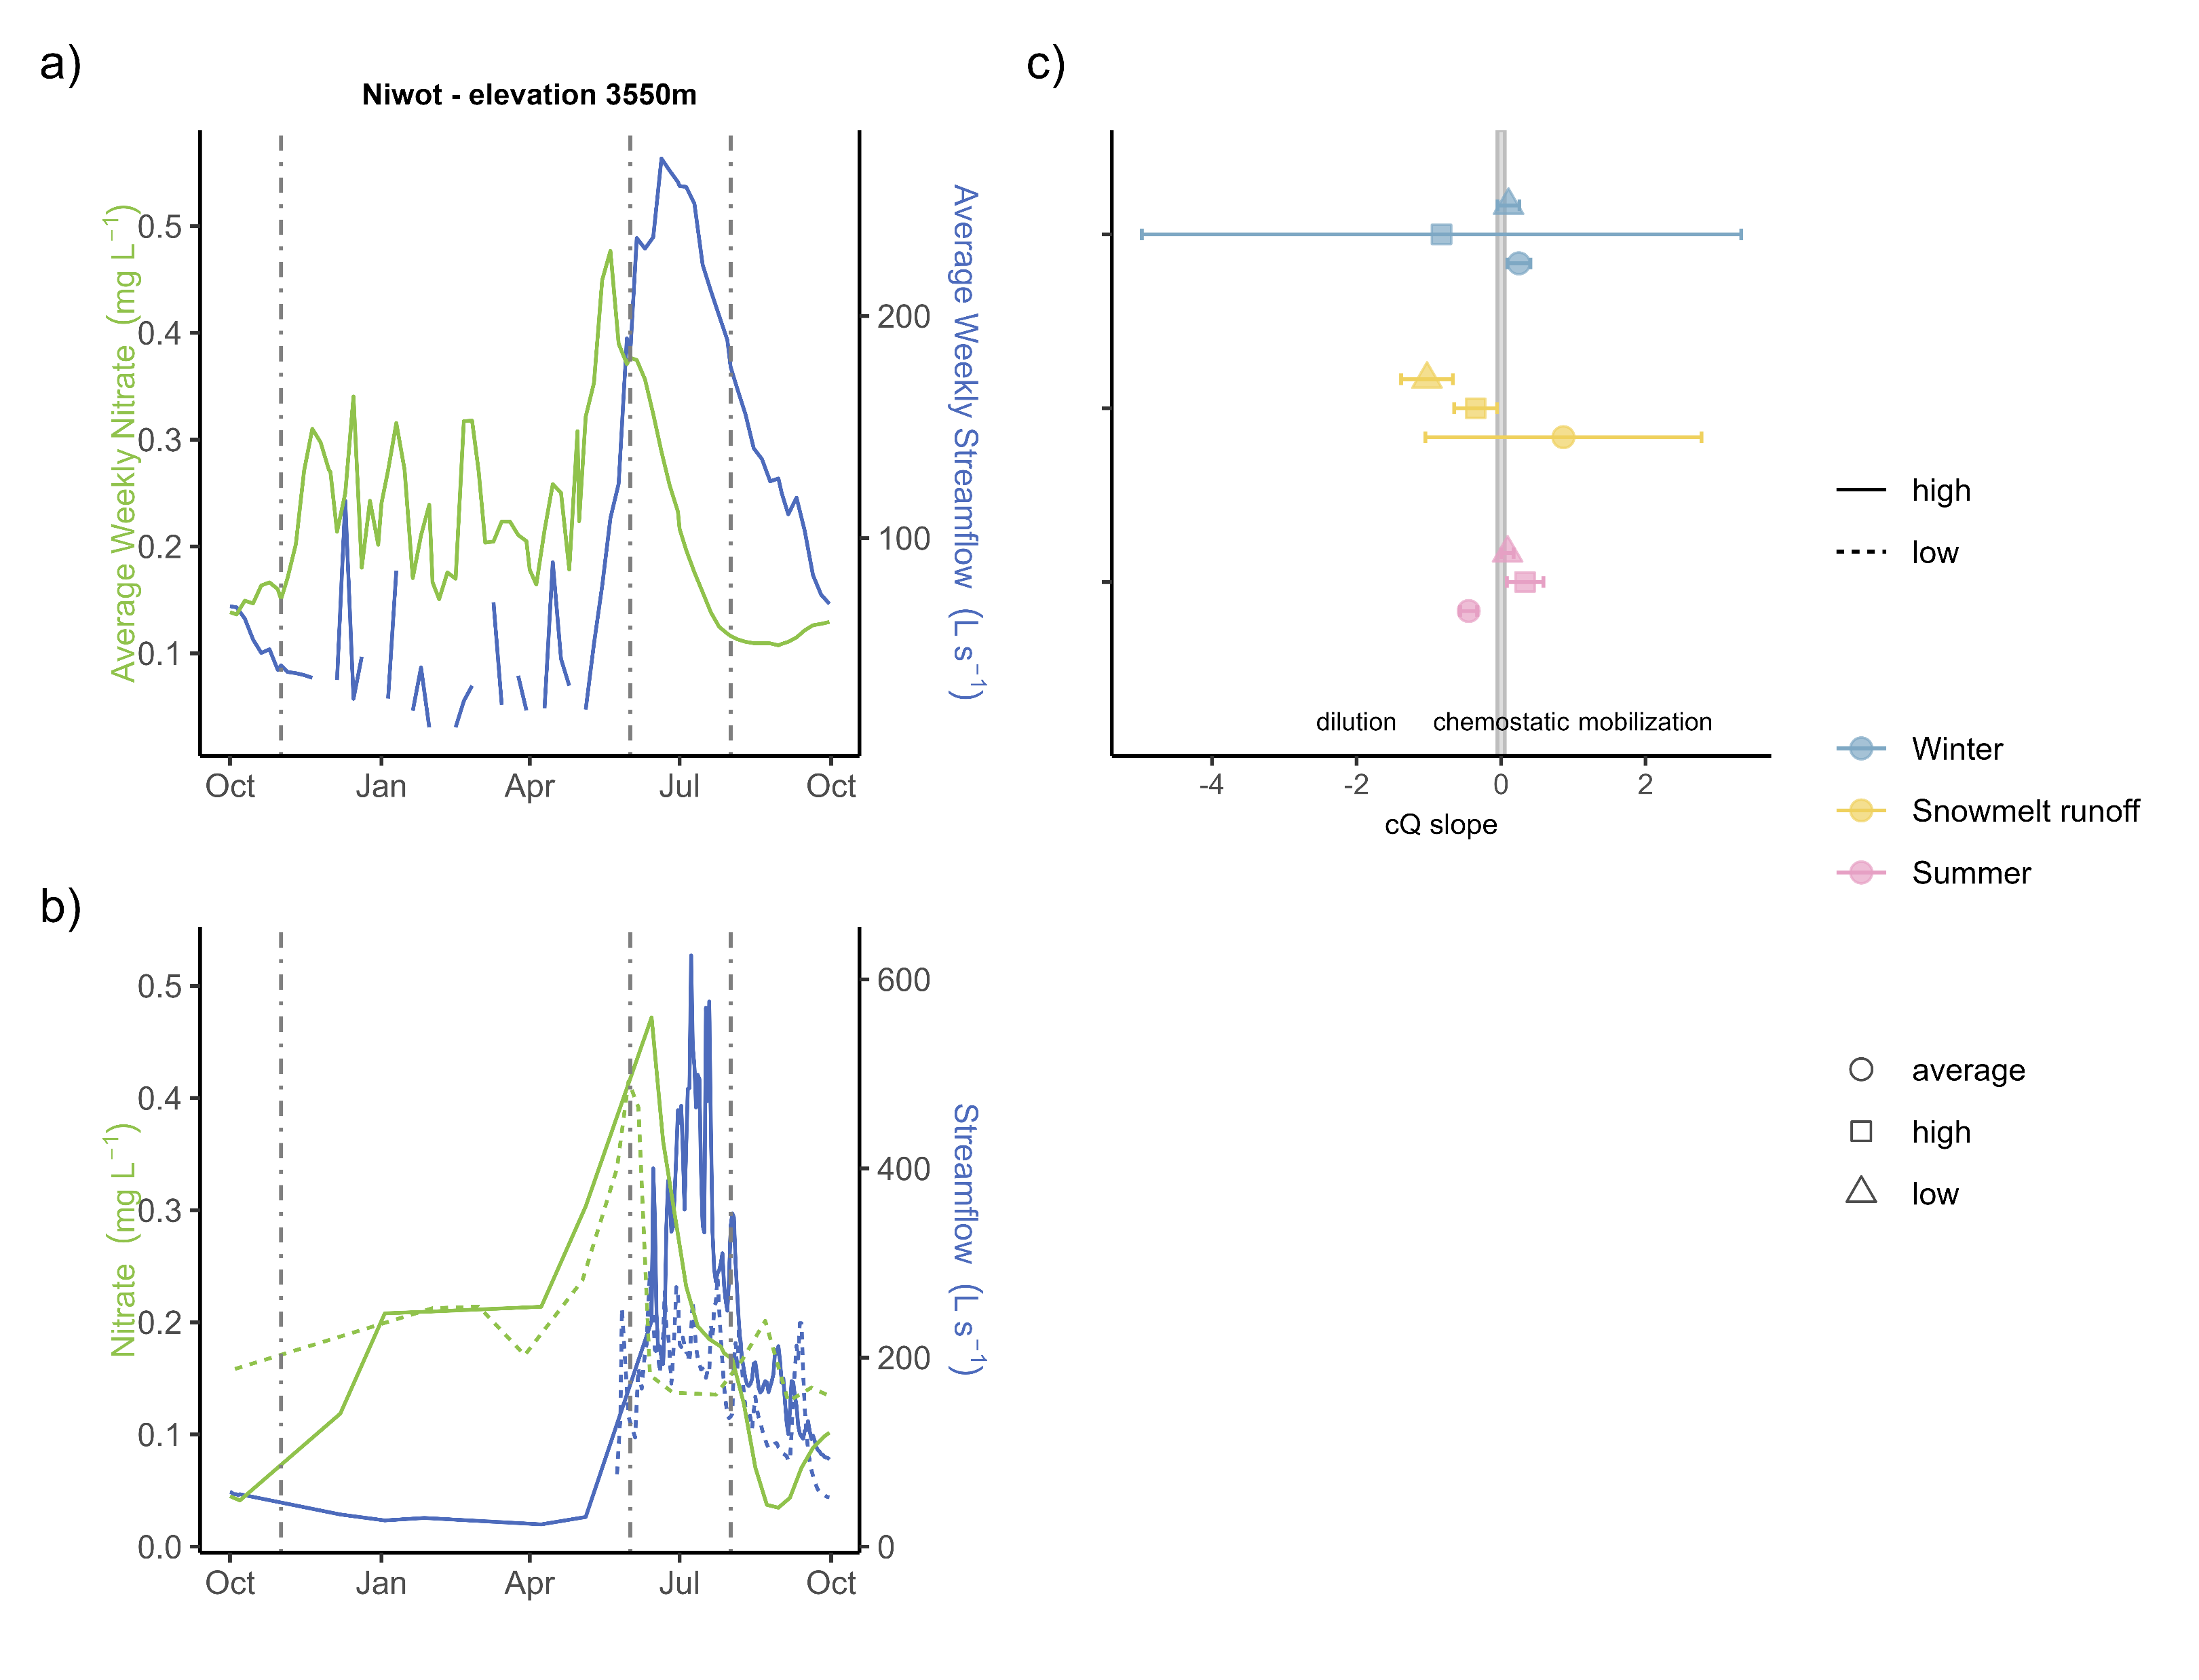 a)
Niwot - elevation 3550m
Average Weekly Nitrate (mg L⁻¹)
0.5
0.4
0.3
0.2
0.1
Average Weekly Streamflow (L s⁻¹)
200
100
Oct Jan Apr Jul Oct
b)
Nitrate (mg L⁻¹)
0.5
0.4
0.3
0.2
0.1
0.0
Streamflow (L s⁻¹)
600
400
200
0
Oct Jan Apr Jul Oct
c)
dilution chemostatic mobilization
-4 -2 0 2
cQ slope
high
low
Winter
Snowmelt runoff
Summer
average
high
low